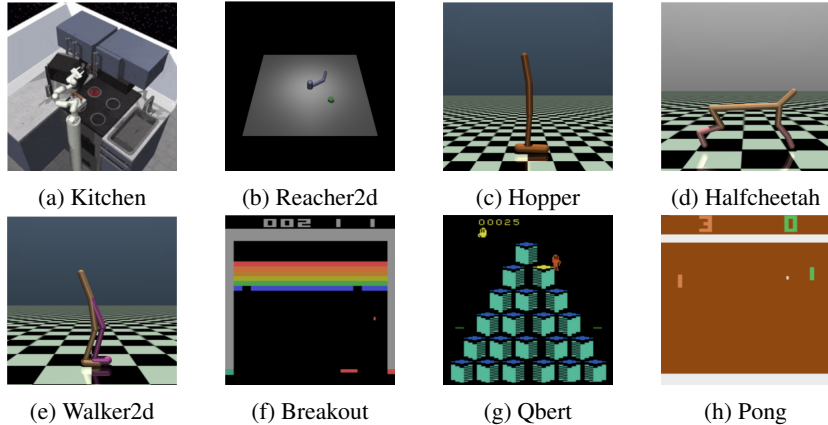 (a) Kitchen
(b) Reacher2d
(c) Hopper
(d) Halfcheetah
002 1 1
00025
3 0
(e) Walker2d
(f) Breakout
(g) Qbert
(h) Pong